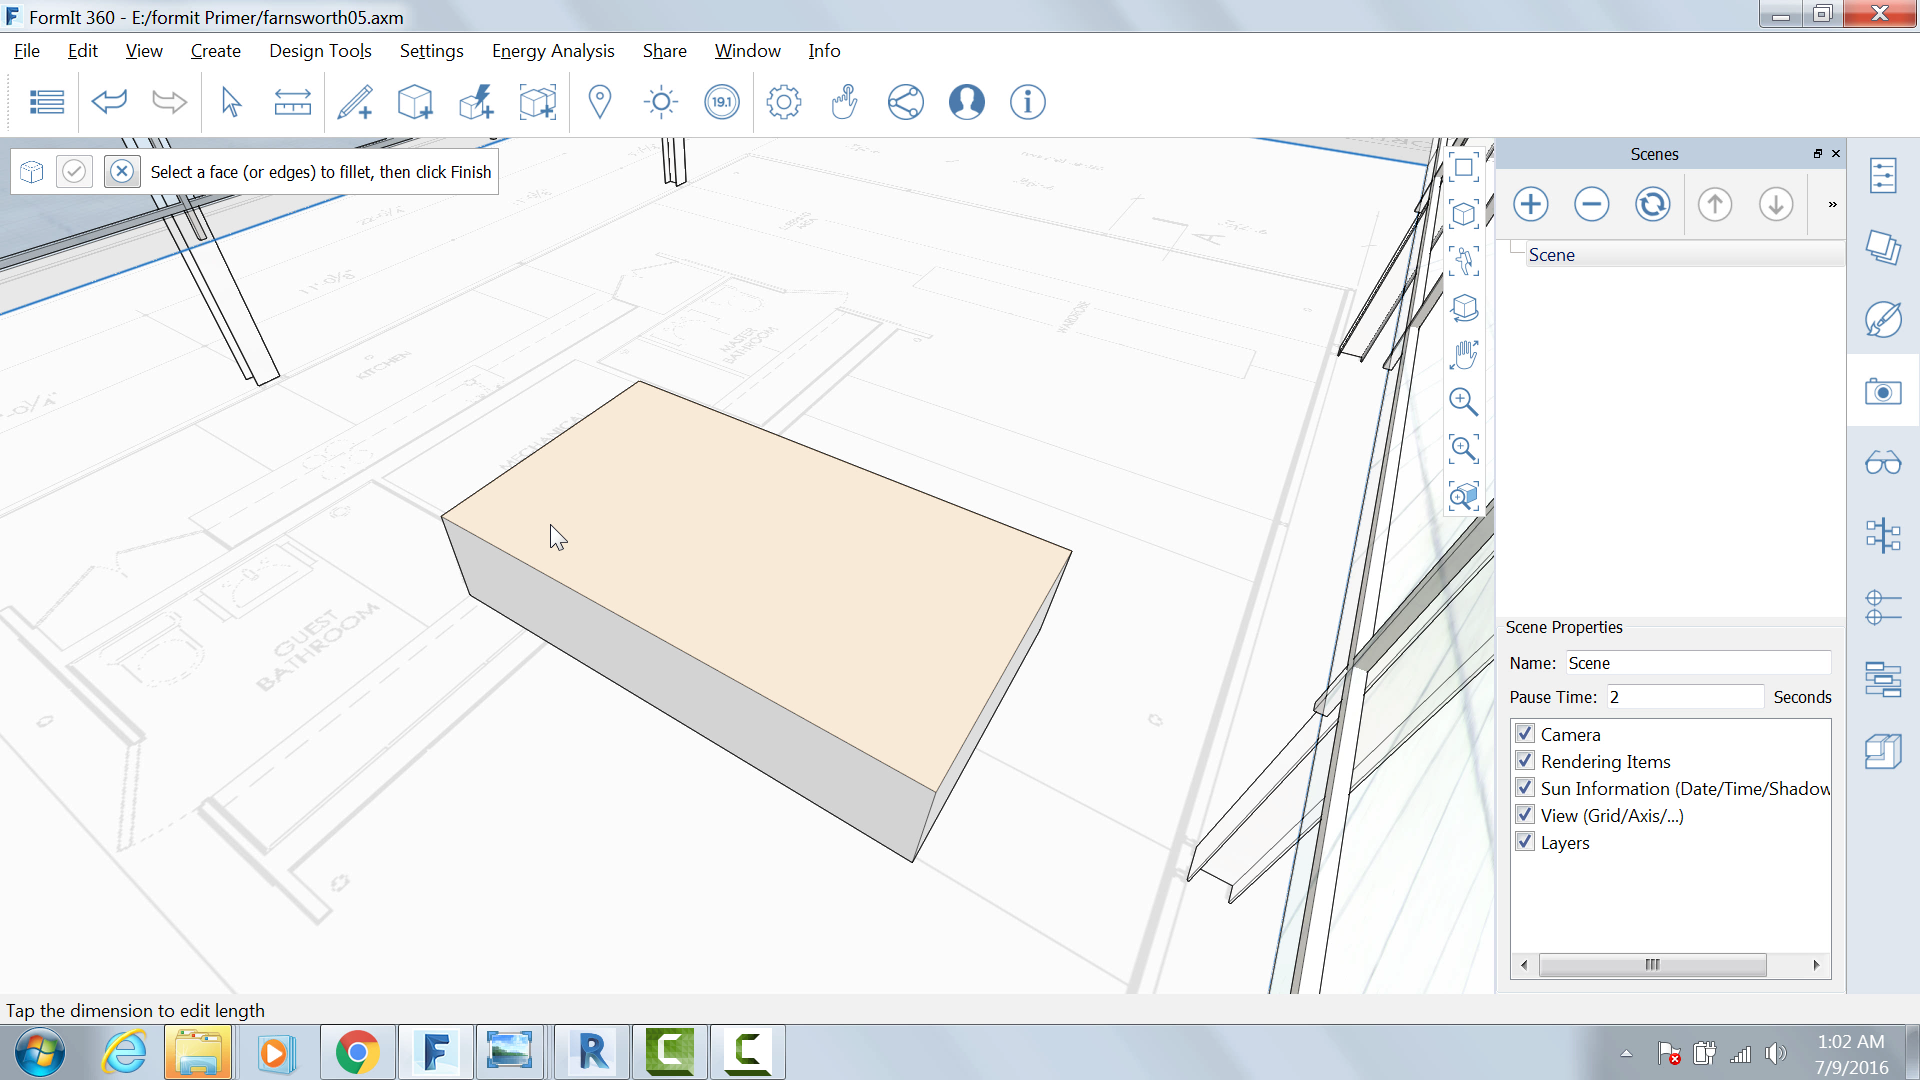 FormIt 360 - E:/formit Primer/farnsworth05.axm
File Edit View Create Design Tools Settings Energy Analysis Share Window Info
19.1
Select a face (or edges) to fillet, then click Finish
Scenes
Scene
KITCHEN
MASTER
BATHROOM
WARDROBE
MECHANICAL
GUEST
BATHROOM
A
Scene Properties
Name: Scene
Pause Time: 2 Seconds
Camera
Rendering Items
Sun Information (Date/Time/Shadow
View (Grid/Axis/...)
Layers
Tap the dimension to edit length
1:02 AM
7/9/2016